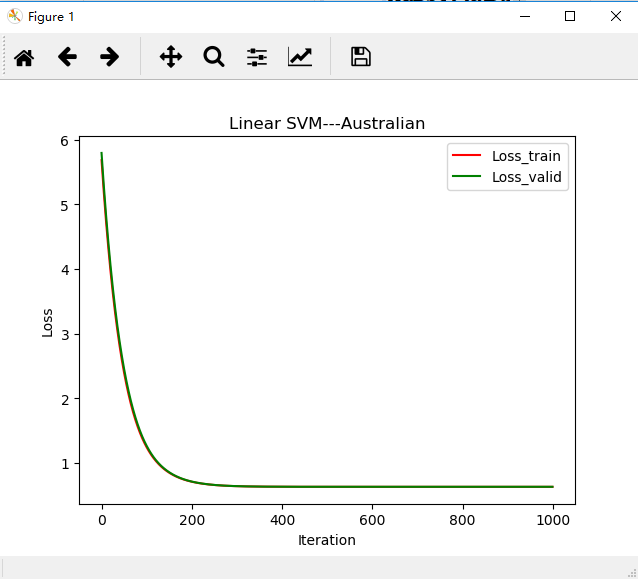 Figure 1
Linear SVM---Australian
Loss_train
Loss_valid
6
5
4
3
2
1
Loss
0
200
400
600
800
1000
Iteration